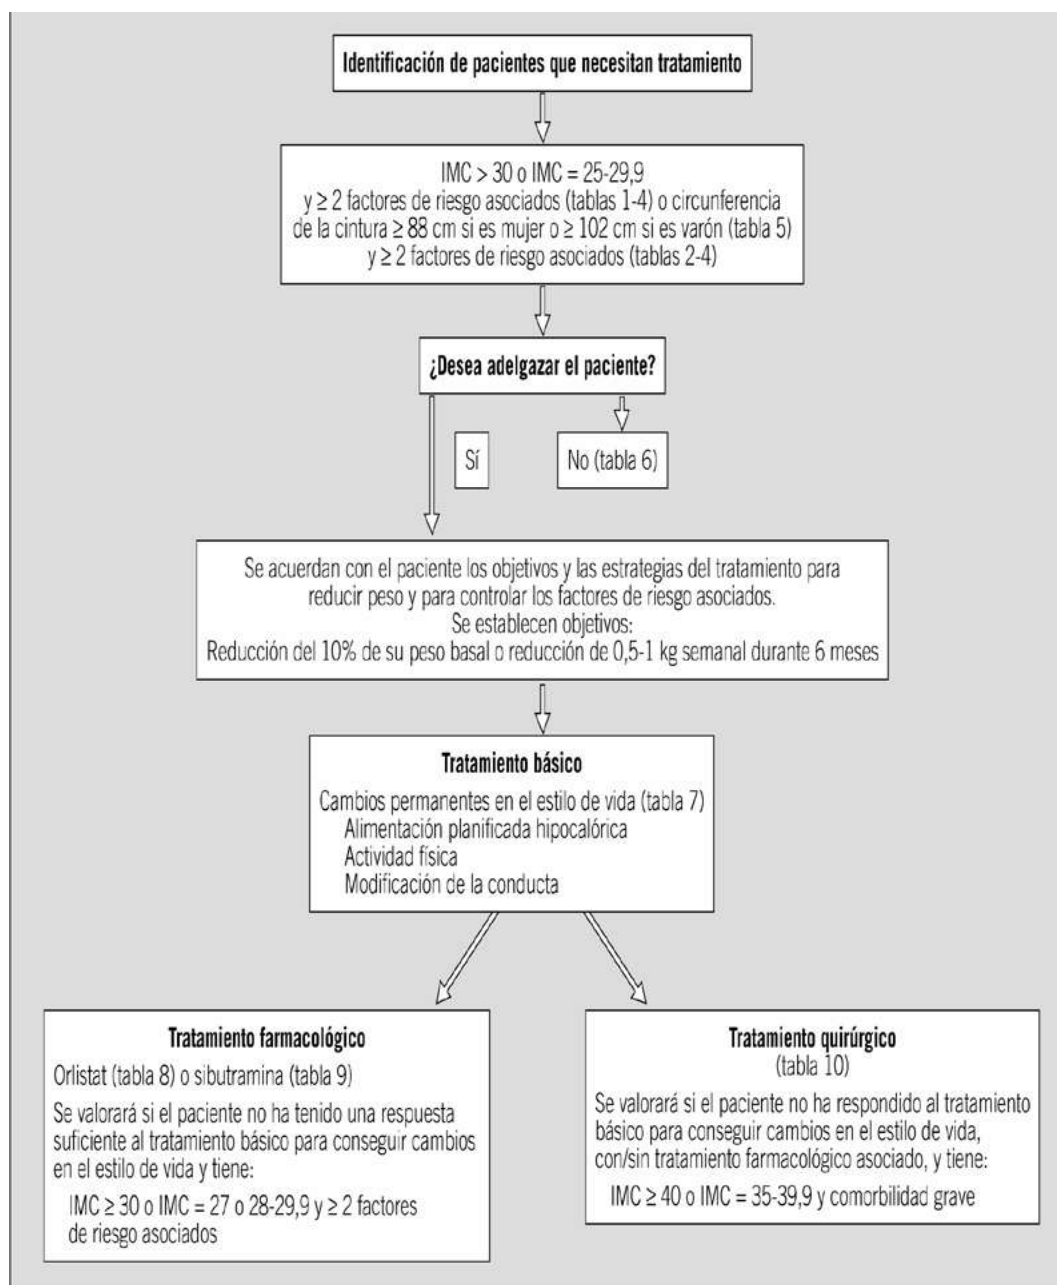 Identificación de pacientes que necesitan tratamiento
IMC > 30 o IMC = 25-29,9
y ≥ 2 factores de riesgo asociados (tablas 1-4) o circunferencia
de la cintura ≥ 88 cm si es mujer o ≥ 102 cm si es varón (tabla 5)
y ≥ 2 factores de riesgo asociados (tablas 2-4)
¿Desea adelgazar el paciente?
Sí
No (tabla 6)
Se acuerdan con el paciente los objetivos y las estrategias del tratamiento para
reducir peso y para controlar los factores de riesgo asociados.
Se establecen objetivos:
Reducción del 10% de su peso basal o reducción de 0,5-1 kg semanal durante 6 meses
Tratamiento básico
Cambios permanentes en el estilo de vida (tabla 7)
Alimentación planificada hipocalórica
Actividad física
Modificación de la conducta
Tratamiento farmacológico
Orlistat (tabla 8) o sibutramina (tabla 9)
Se valorará si el paciente no ha tenido una respuesta
suficiente al tratamiento básico para conseguir cambios
en el estilo de vida y tiene:
IMC ≥ 30 o IMC = 27 o 28-29,9 y ≥ 2 factores
de riesgo asociados
Tratamiento quirúrgico
(tabla 10)
Se valorará si el paciente no ha respondido al tratamiento
básico para conseguir cambios en el estilo de vida,
con/sin tratamiento farmacológico asociado, y tiene:
IMC ≥ 40 o IMC = 35-39,9 y comorbilidad grave